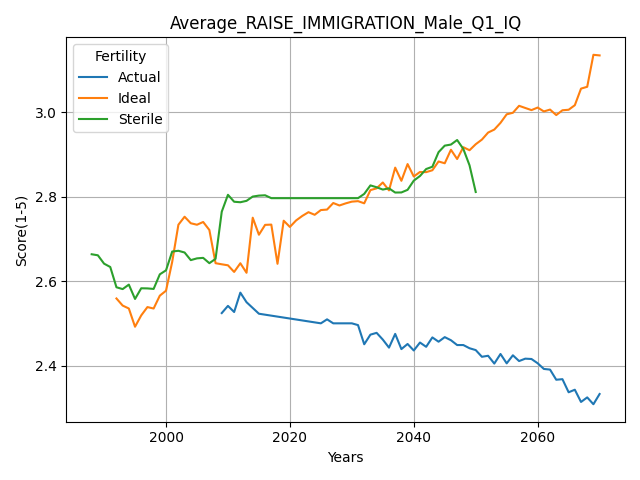 Average_RAISE_IMMIGRATION_Male_Q1_IQ
Fertility
Actual
Ideal
Sterile
Score(1-5)
3.0
2.8
2.6
2.4
2000
2020
2040
2060
Years